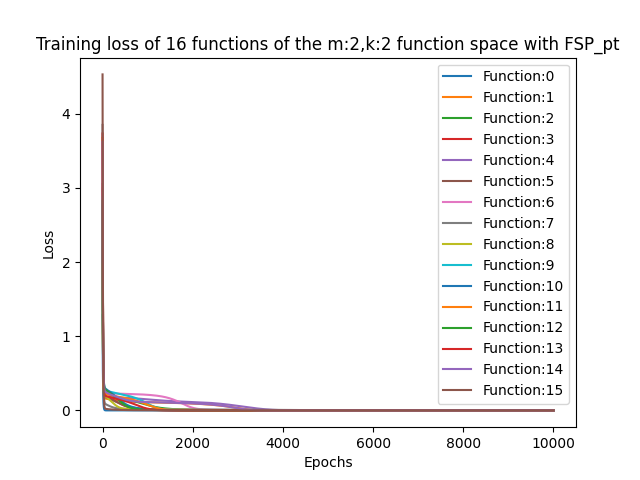 Training loss of 16 functions of the m:2,k:2 function space with FSP_pt
Loss
4
3
2
1
0
0 2000 4000 6000 8000 10000
Epochs
Function:0
Function:1
Function:2
Function:3
Function:4
Function:5
Function:6
Function:7
Function:8
Function:9
Function:10
Function:11
Function:12
Function:13
Function:14
Function:15